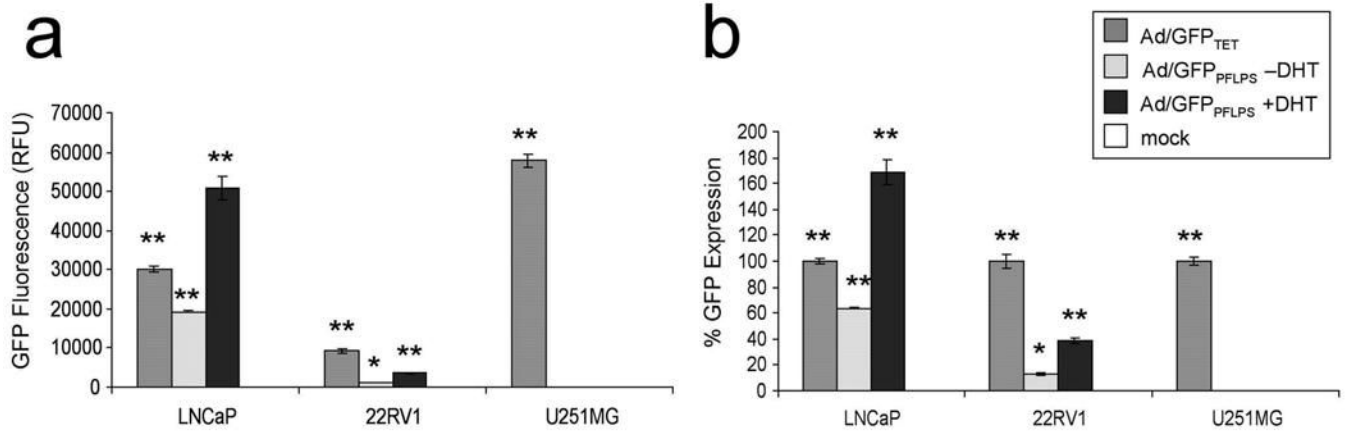 a
GFP Fluorescence (RFU)
70000
60000
50000
40000
30000
20000
10000
0
**
**
**
**
*
**
**
LNCaP
22RV1
U251MG
b
% GFP Expression
200
180
160
140
120
100
80
60
40
20
0
**
**
**
**
*
**
**
LNCaP
22RV1
U251MG
Ad/GFPTET
Ad/GFPPFLPS –DHT
Ad/GFPPFLPS +DHT
mock